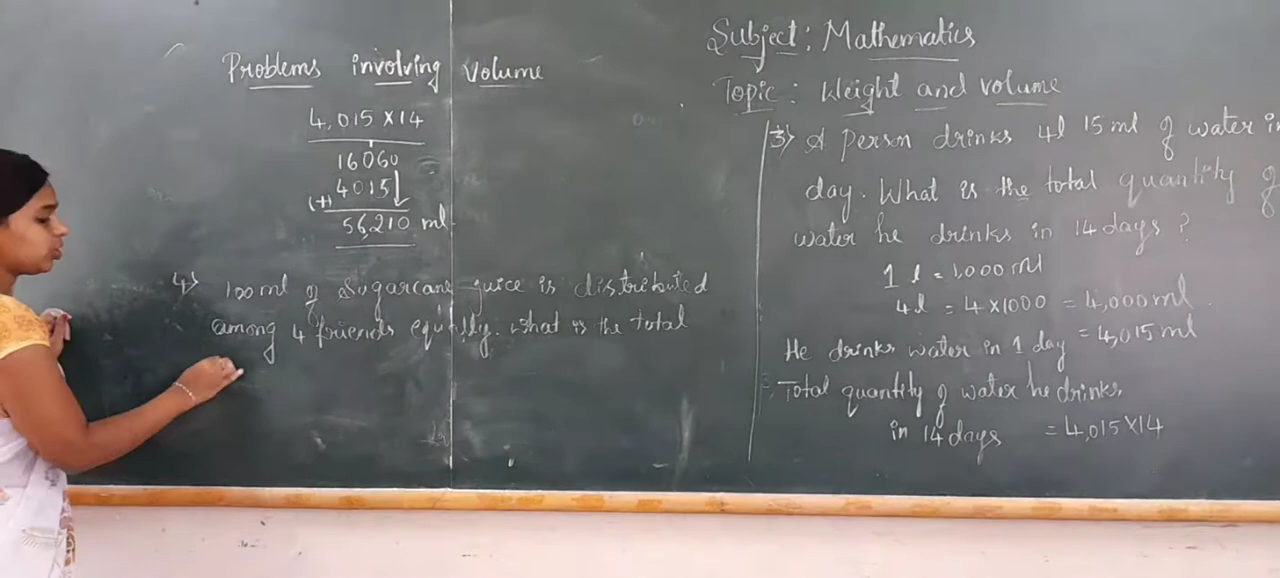 Subject: Mathematics
Topic: Weight and volume
Problems involving Volume
4,015 x 14
16060
4015
(+)
56,210 ml
4) 100 ml of Sugarcane guice is distributed
among 4 friends equally. What is the total
3) A person drinks 4l 15 ml of water in
day. What is the total quantity of
water he drinks in 14 days?
1 l = 1,000 ml
4l = 4 x 1000 = 4,000 ml.
He drinks water in 1 day = 4,015 ml
Total quantity of water he drinks
in 14 days = 4,015 x 14